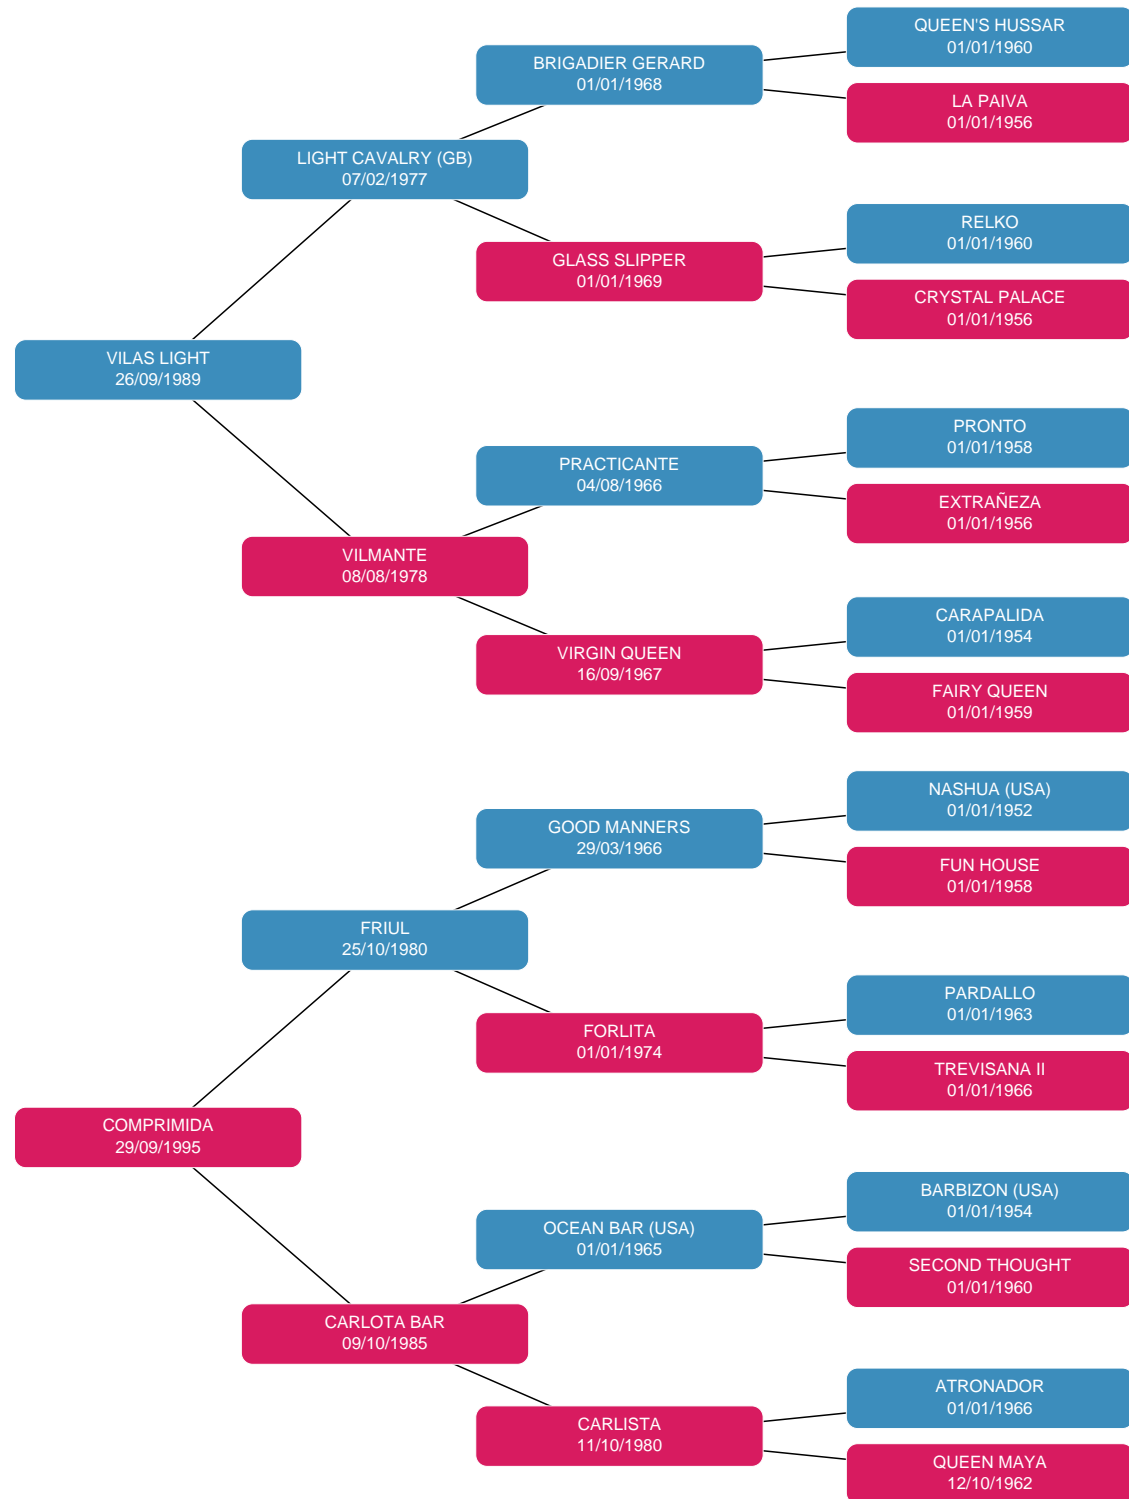 QUEEN'S HUSSAR
01/01/1960
BRIGADIER GERARD
01/01/1968
LA PAIVA
01/01/1956
LIGHT CAVALRY (GB)
07/02/1977
RELKO
01/01/1960
GLASS SLIPPER
01/01/1969
CRYSTAL PALACE
01/01/1956
VILAS LIGHT
26/09/1989
PRONTO
01/01/1958
PRACTICANTE
04/08/1966
EXTRAÑEZA
01/01/1956
VILMANTE
08/08/1978
CARAPALIDA
01/01/1954
VIRGIN QUEEN
16/09/1967
FAIRY QUEEN
01/01/1959
NASHUA (USA)
01/01/1952
GOOD MANNERS
29/03/1966
FUN HOUSE
01/01/1958
FRIUL
25/10/1980
PARDALLO
01/01/1963
FORLITA
01/01/1974
TREVISANA II
01/01/1966
COMPRIMIDA
29/09/1995
BARBIZON (USA)
01/01/1954
OCEAN BAR (USA)
01/01/1965
SECOND THOUGHT
01/01/1960
CARLOTA BAR
09/10/1985
ATRONADOR
01/01/1966
CARLISTA
11/10/1980
QUEEN MAYA
12/10/1962